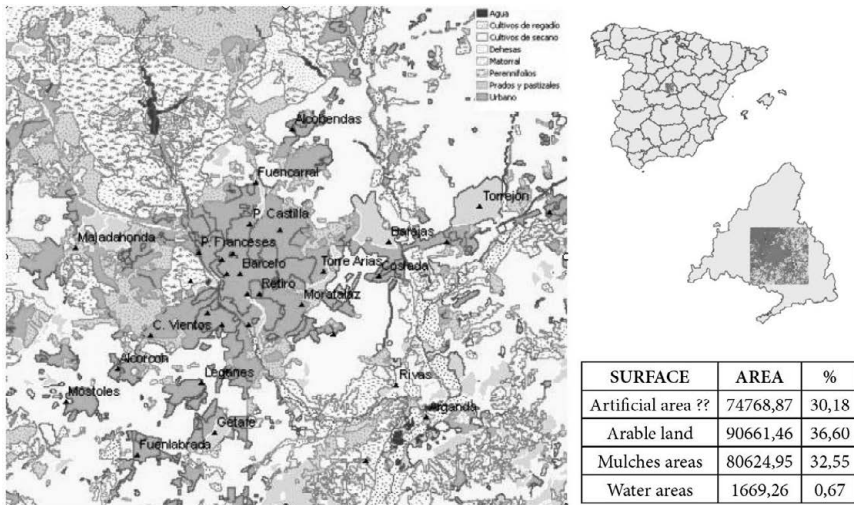 Agua
Cultivos de regadío
Cultivos de secano
Dehesas
Matorral
Perennifolios
Prados y pastizales
Urbano
Alcobendas
Fuencarral
Torrejón
P. Castilla
Majadahonda
Barajas
P. Franceses
Barcelo
Torre Arias
Coslada
Retiro
Moratalaz
C. Vientos
Alcorcon
Leganes
Rivas
Mostoles
Arganda
Getafe
Fuenlabrada
SURFACE AREA %
Artificial area ?? 74768,87 30,18
Arable land 90661,46 36,60
Mulches areas 80624,95 32,55
Water areas 1669,26 0,67